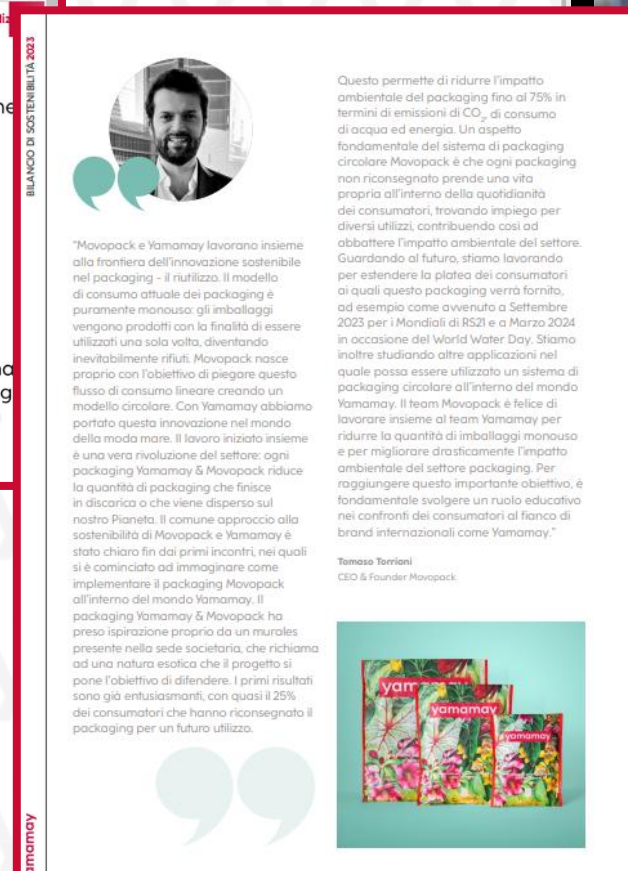 BILANCIO DI SOSTENIBILITÀ 2023
"Movopack e Yamamay lavorano insieme
alla frontiera dell'innovazione sostenibile
nel packaging - il riutilizzo. Il modello
di consumo attuale dei packaging è
puramente monouso: gli imballaggi
vengono prodotti con la finalità di essere
utilizzati una sola volta, diventando
inevitabilmente rifiuti. Movopack nasce
proprio con l'obiettivo di piegare questo
flusso di consumo lineare creando un
modello circolare. Con Yamamay abbiamo
portato questa innovazione nel mondo
della moda mare. Il lavoro iniziato insieme
è una vera rivoluzione del settore: ogni
packaging Yamamay & Movopack riduce
la quantità di packaging che finisce
in discarica o che viene disperso sul
nostro Pianeta. Il comune approccio alla
sostenibilità di Movopack e Yamamay è
stato chiaro fin dai primi incontri, nei quali
si è cominciato ad immaginare come
implementare il packaging Movopack
all'interno del mondo Yamamay. Il
packaging Yamamay & Movopack ha
preso ispirazione proprio da un murales
presente nella sede societaria, che richiama
ad una natura esotica che il progetto si
pone l'obiettivo di difendere. I primi risultati
sono già entusiasmanti, con quasi il 25%
dei consumatori che hanno riconsegnato il
packaging per un futuro utilizzo.
Questo permette di ridurre l'impatto
ambientale del packaging fino al 75% in
termini di emissioni di CO₂, di consumo
di acqua ed energia. Un aspetto
fondamentale del sistema di packaging
circolare Movopack è che ogni packaging
non riconsegnato prende una vita
propria all'interno della quotidianità
dei consumatori, trovando impiego per
diversi utilizzi, contribuendo così ad
abbattere l'impatto ambientale del settore.
Guardando al futuro, stiamo lavorando
per estendere la platea dei consumatori
ai quali questo packaging verrà fornito,
ad esempio come avvenuto a Settembre
2023 per i Mondiali di RS21 e a Marzo 2024
in occasione del World Water Day. Stiamo
inoltre studiando altre applicazioni nel
quale possa essere utilizzato un sistema di
packaging circolare all'interno del mondo
Yamamay. Il team Movopack è felice di
lavorare insieme al team Yamamay per
ridurre la quantità di imballaggi monouso
e per migliorare drasticamente l'impatto
ambientale del settore packaging. Per
raggiungere questo importante obiettivo, è
fondamentale svolgere un ruolo educativo
nei confronti dei consumatori al fianco di
brand internazionali come Yamamay."
Tomaso Torriani
CEO & Founder Movopack
yamamay
yamamay
yamamay